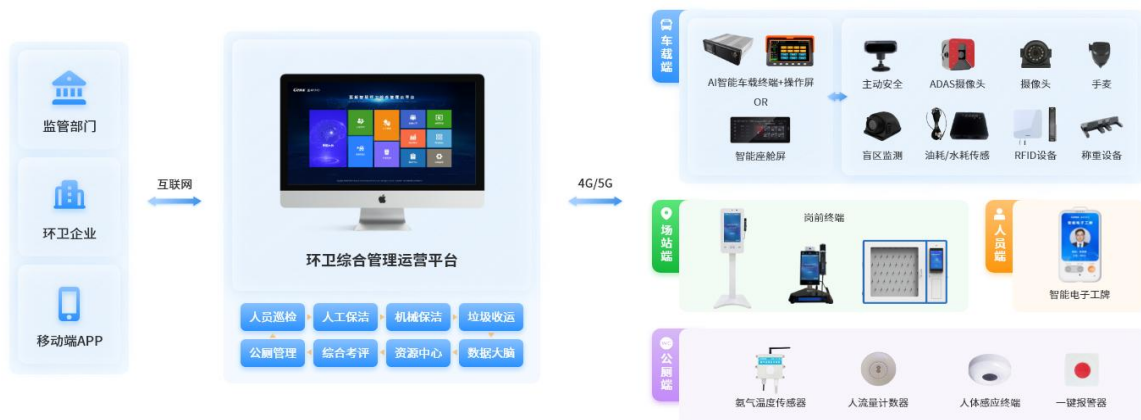 监管部门
环卫企业
移动端APP
互联网
环卫综合管理运营平台
人员巡检
人工保洁
机械保洁
垃圾收运
公厕管理
综合考评
资源中心
数据大脑
4G/5G
车载端
AI智能车载终端+操作屏
OR
智能座舱屏
主动安全
ADAS摄像头
摄像头
手麦
盲区监测
油耗/水耗传感
RFID设备
称重设备
场站端
岗前终端
人员端
智能电子工牌
智能电子工牌
公厕端
氨气温度传感器
人流量计数器
人体感应终端
一键报警器